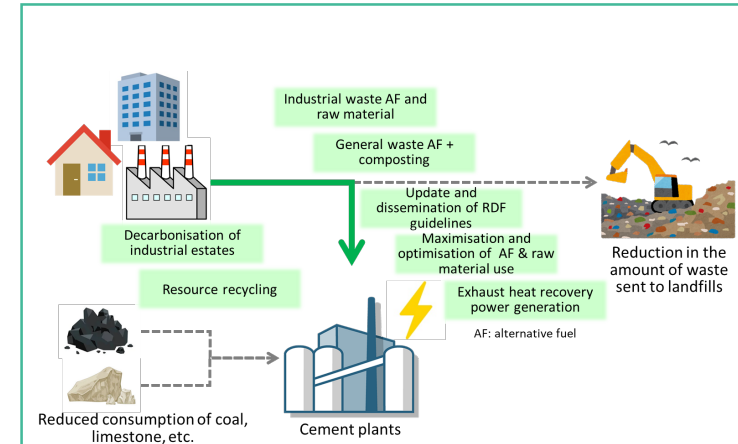 Industrial waste AF and
raw material
General waste AF +
composting
Update and
dissemination of RDF
guidelines
Decarbonisation of
industrial estates
Maximisation and
optimisation of AF & raw
material use
Reduction in the
amount of waste
sent to landfills
Resource recycling
Exhaust heat recovery
power generation
AF: alternative fuel
Reduced consumption of coal,
limestone, etc.
Cement plants